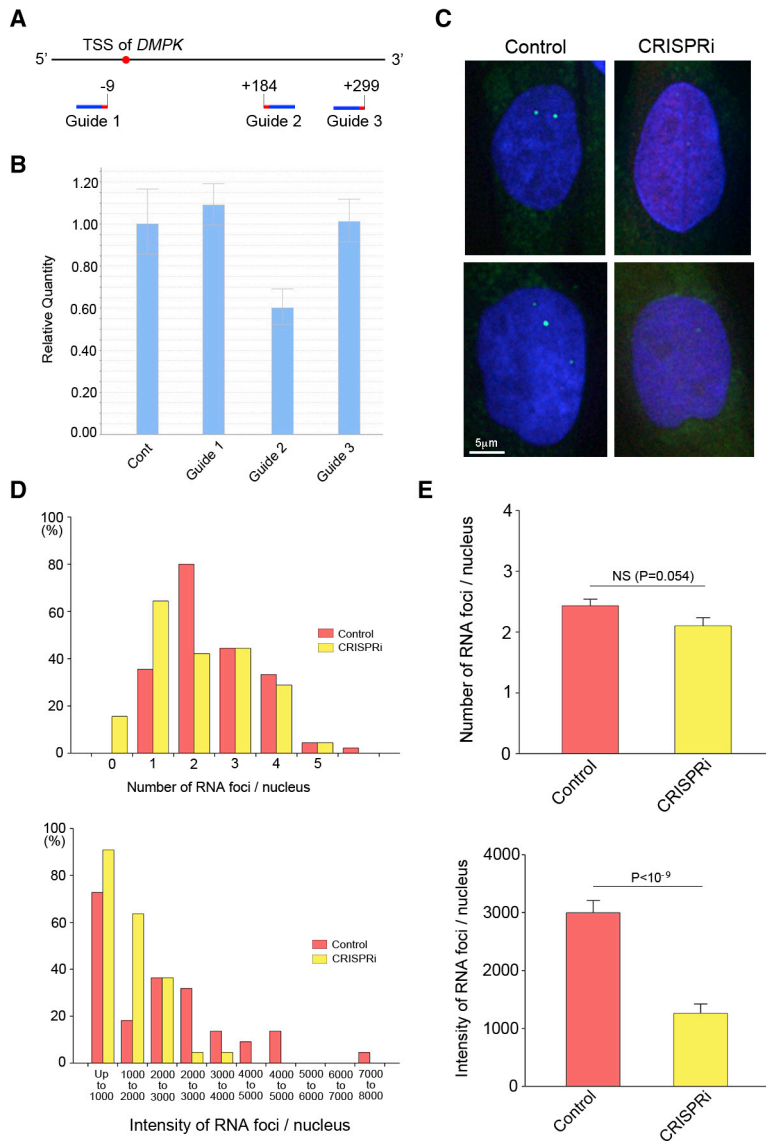 A
TSS of DMPK
5’ 3’
-9 +184 +299
Guide 1 Guide 2 Guide 3
B
Relative Quantity
1.20
1.00
0.80
0.60
0.40
0.20
0.00
Cont Guide 1 Guide 2 Guide 3
C
Control CRISPRi
5μm
D
100
(%)
80
60
40
20
0
Control
CRISPRi
0 1 2 3 4 5
Number of RNA foci / nucleus
100
(%)
80
60
40
20
0
Control
CRISPRi
Up to 1000
1000 to 2000
2000 to 3000
2000 to 3000
3000 to 4000
4000 to 5000
4000 to 5000
5000 to 6000
6000 to 7000
7000 to 8000
Intensity of RNA foci / nucleus
E
Number of RNA foci / nucleus
4
3
2
1
0
NS (P=0.054)
Control CRISPRi
Intensity of RNA foci / nucleus
4000
3000
2000
1000
0
P<10⁻⁹
Control CRISPRi